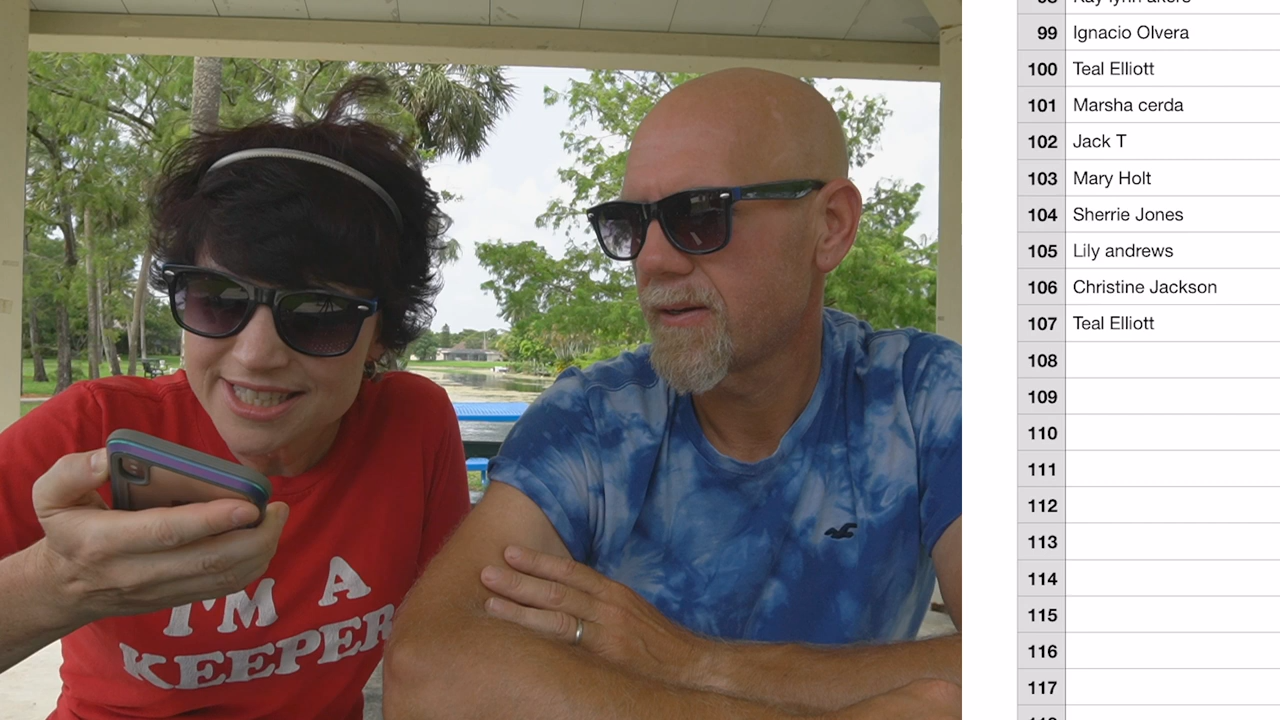 I'M A
KEEPER
99 Ignacio Olvera
100 Teal Elliott
101 Marsha cerda
102 Jack T
103 Mary Holt
104 Sherrie Jones
105 Lily andrews
106 Christine Jackson
107 Teal Elliott
108
109
110
111
112
113
114
115
116
117